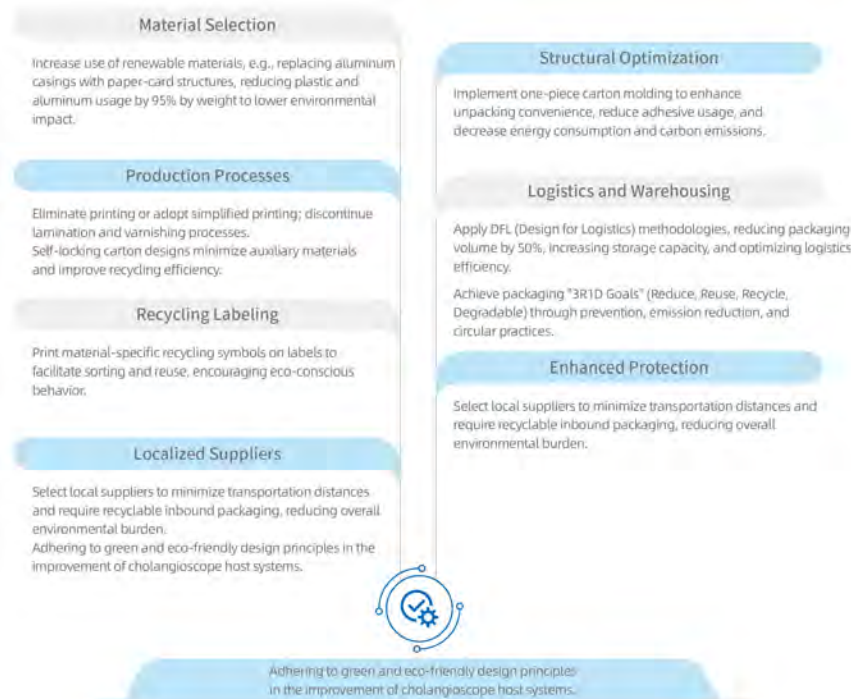 Material Selection
Increase use of renewable materials, e.g., replacing aluminum
casings with paper-card structures, reducing plastic and
aluminum usage by 95% by weight to lower environmental
impact.
Production Processes
Eliminate printing or adopt simplified printing; discontinue
lamination and varnishing processes.
Self-locking carton designs minimize auxiliary materials
and improve recycling efficiency.
Recycling Labeling
Print material-specific recycling symbols on labels to
facilitate sorting and reuse, encouraging eco-conscious
behavior.
Localized Suppliers
Select local suppliers to minimize transportation distances
and require recyclable inbound packaging, reducing overall
environmental burden.
Adhering to green and eco-friendly design principles in the
improvement of cholangioscope host systems.
Structural Optimization
Implement one-piece carton molding to enhance
unpacking convenience, reduce adhesive usage, and
decrease energy consumption and carbon emissions.
Logistics and Warehousing
Apply DFL (Design for Logistics) methodologies, reducing packaging
volume by 50%, increasing storage capacity, and optimizing logistics
efficiency.
Achieve packaging "3R1D Goals" (Reduce, Reuse, Recycle,
Degradable) through prevention, emission reduction, and
circular practices.
Enhanced Protection
Select local suppliers to minimize transportation distances and
require recyclable inbound packaging, reducing overall
environmental burden.
Adhering to green and eco-friendly design principles
in the improvement of cholangioscope host systems.